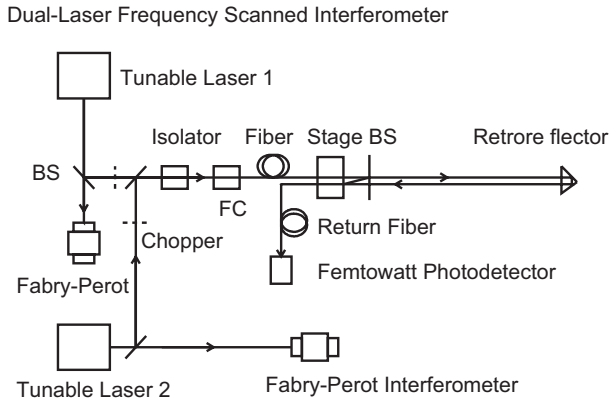 Dual-Laser Frequency Scanned Interferometer
Tunable Laser 1
Isolator Fiber Stage BS Retrore flector
BS
FC
Chopper
Return Fiber
Fabry-Perot
Femtowatt Photodetector
Tunable Laser 2
Fabry-Perot Interferometer